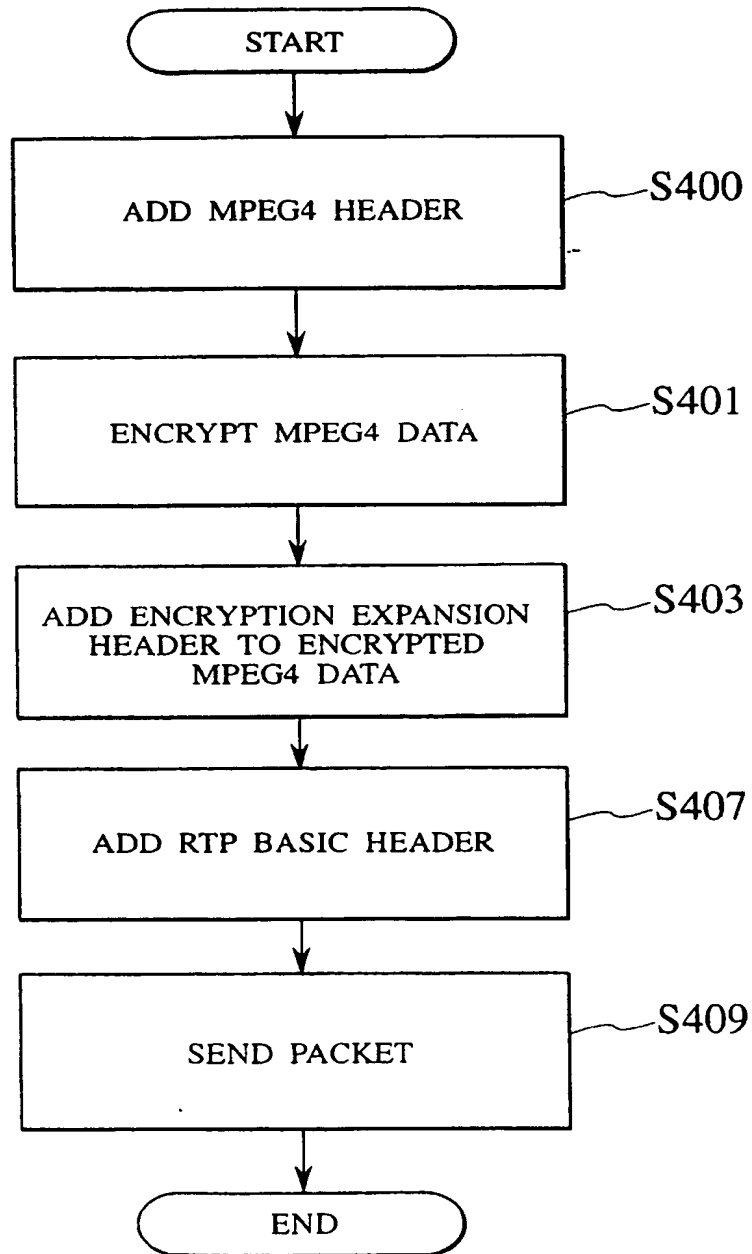 START
ADD MPEG4 HEADER
S400
ENCRYPT MPEG4 DATA
S401
ADD ENCRYPTION EXPANSION
HEADER TO ENCRYPTED
MPEG4 DATA
S403
ADD RTP BASIC HEADER
S407
SEND PACKET
S409
END